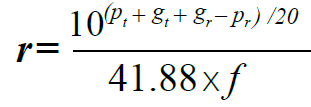 r = 10^(p_t + g_t + g_r - p_r) /20
41.88 × f